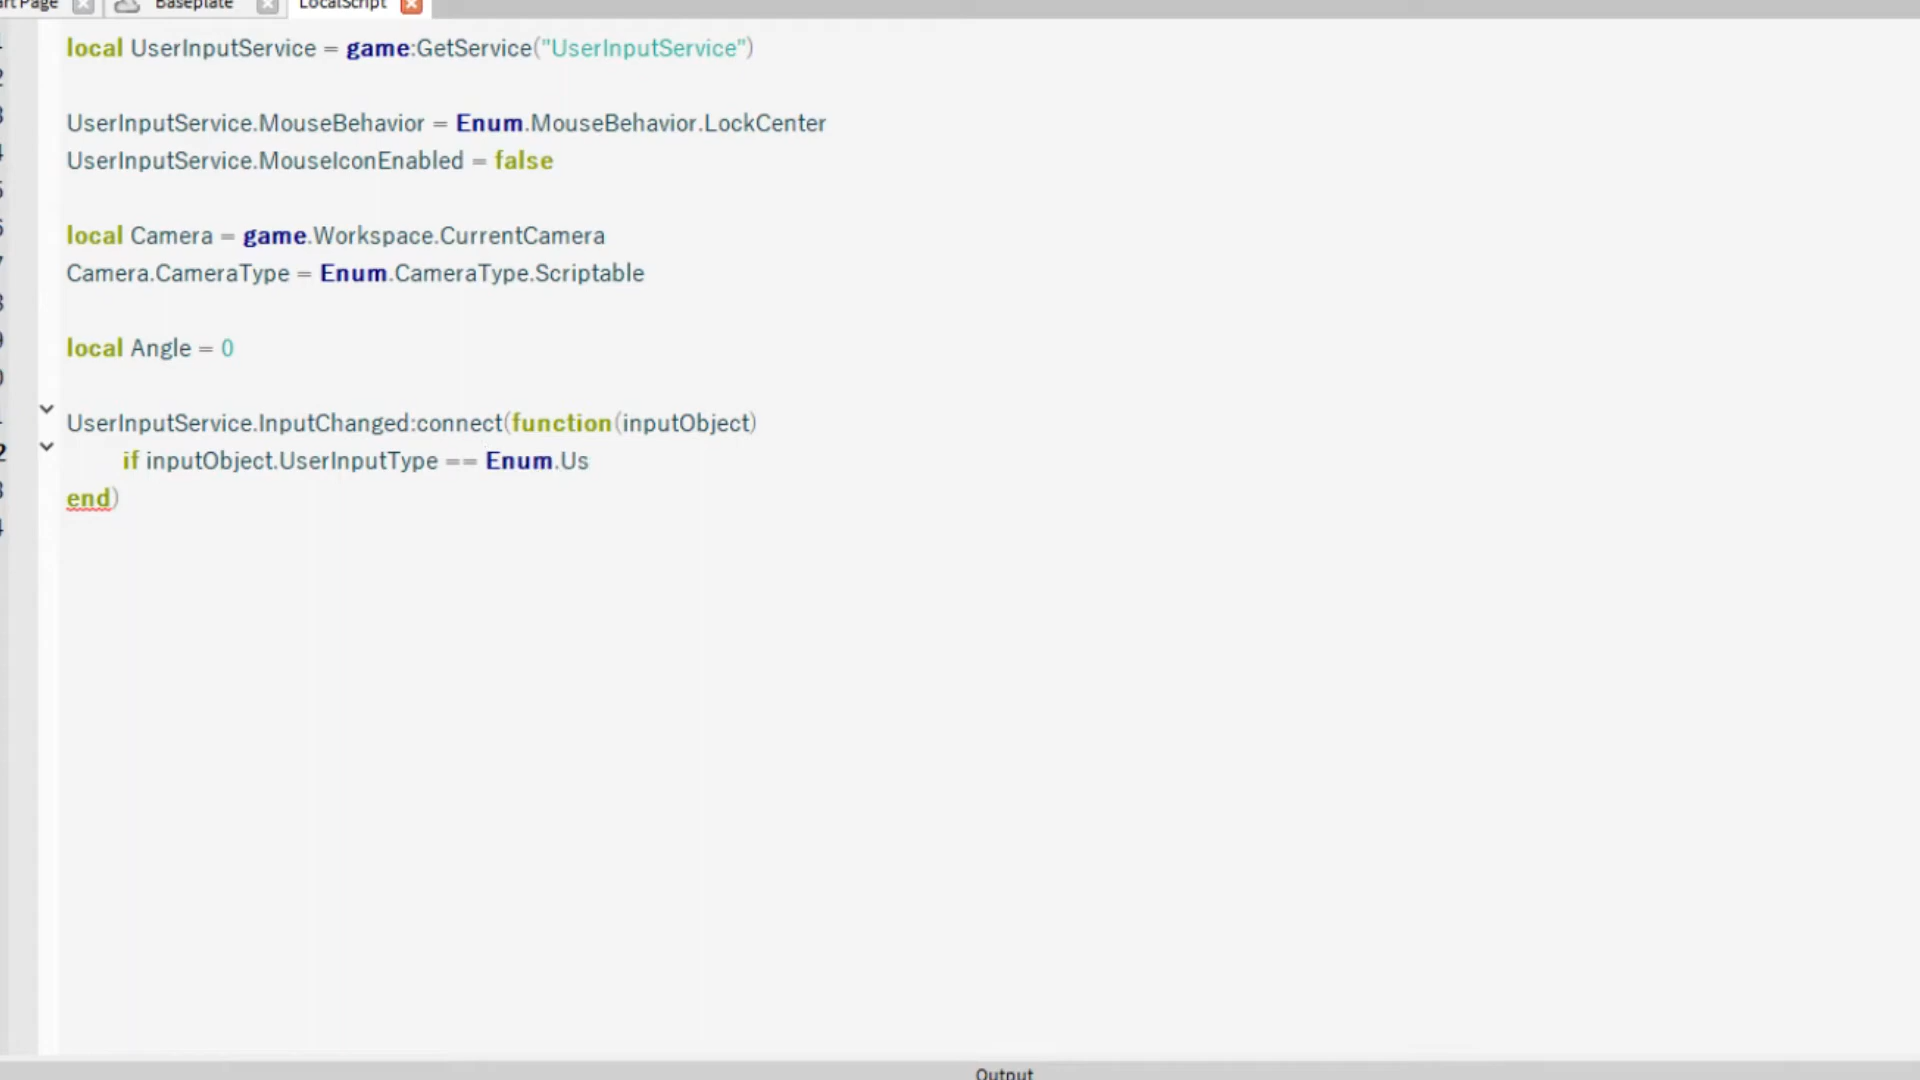 art Page Baseplate LocalScript
local UserInputService = game:GetService("UserInputService")
UserInputService.MouseBehavior = Enum.MouseBehavior.LockCenter
UserInputService.MouseIconEnabled = false
local Camera = game.Workspace.CurrentCamera
Camera.CameraType = Enum.CameraType.Scriptable
local Angle = 0
UserInputService.InputChanged:connect(function(inputObject)
if inputObject.UserInputType == Enum.Us
end)
Output